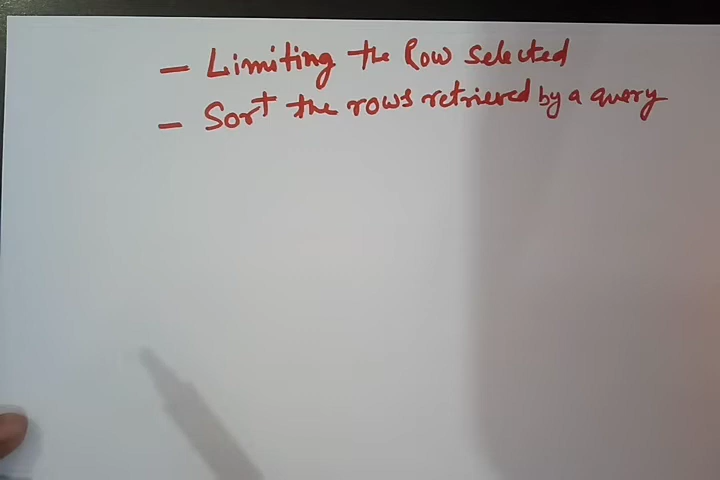 - Limiting the Row selected
- Sort the rows retrieved by a query